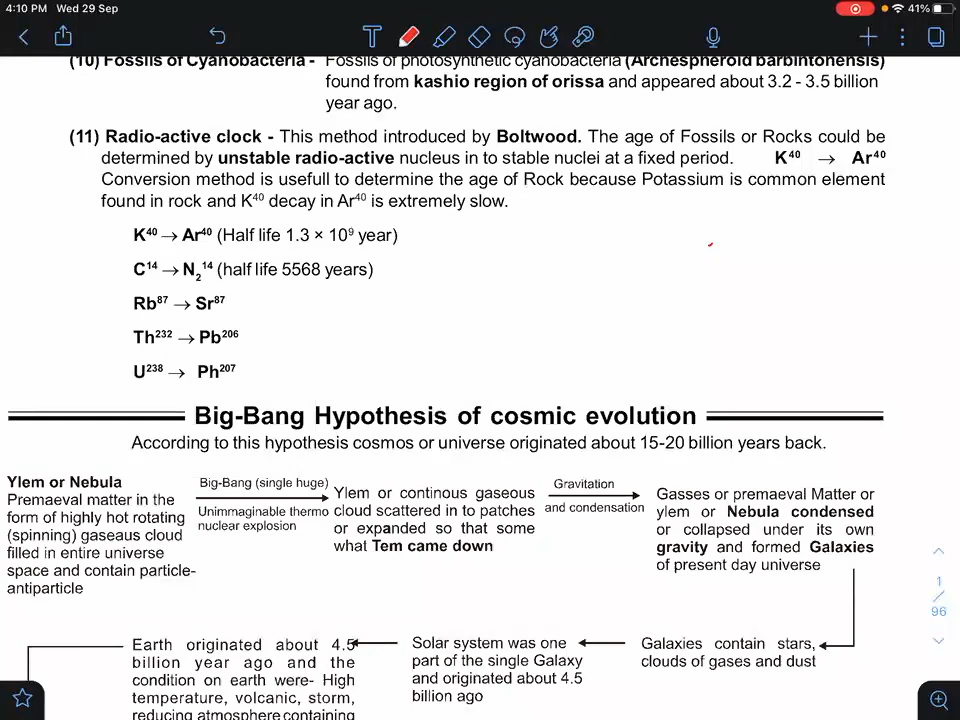 4:10 PM Wed 29 Sep 41%
T
(10) Fossils of Cyanobacteria - Fossils of photosynthetic cyanobacteria (Archespheroid barbintonensis)
found from kashio region of orissa and appeared about 3.2 - 3.5 billion
year ago.
(11) Radio-active clock - This method introduced by Boltwood. The age of Fossils or Rocks could be
determined by unstable radio-active nucleus in to stable nuclei at a fixed period. K⁴⁰ → Ar⁴⁰
Conversion method is usefull to determine the age of Rock because Potassium is common element
found in rock and K⁴⁰ decay in Ar⁴⁰ is extremely slow.
K⁴⁰ → Ar⁴⁰ (Half life 1.3 × 10⁹ year)
C¹⁴ → N₂¹⁴ (half life 5568 years)
Rb⁸⁷ → Sr⁸⁷
Th²³² → Pb²⁰⁶
U²³⁸ → Ph²⁰⁷
Big-Bang Hypothesis of cosmic evolution
According to this hypothesis cosmos or universe originated about 15-20 billion years back.
Ylem or Nebula
Premaeval matter in the
form of highly hot rotating
(spinning) gaseaus cloud
filled in entire universe
space and contain particle-
antiparticle
Big-Bang (single huge)
Unimmaginable thermo
nuclear explosion
Ylem or continous gaseous
cloud scattered in to patches
or expanded so that some
what Tem came down
Gravitation
and condensation
Gasses or premaeval Matter or
ylem or Nebula condensed
or collapsed under its own
gravity and formed Galaxies
of present day universe
1
/
96
Galaxies contain stars,
clouds of gases and dust
Solar system was one
part of the single Galaxy
and originated about 4.5
billion ago
Earth originated about 4.5
billion year ago and the
condition on earth were- High
temperature, volcanic, storm,
reducing atmosphere containing